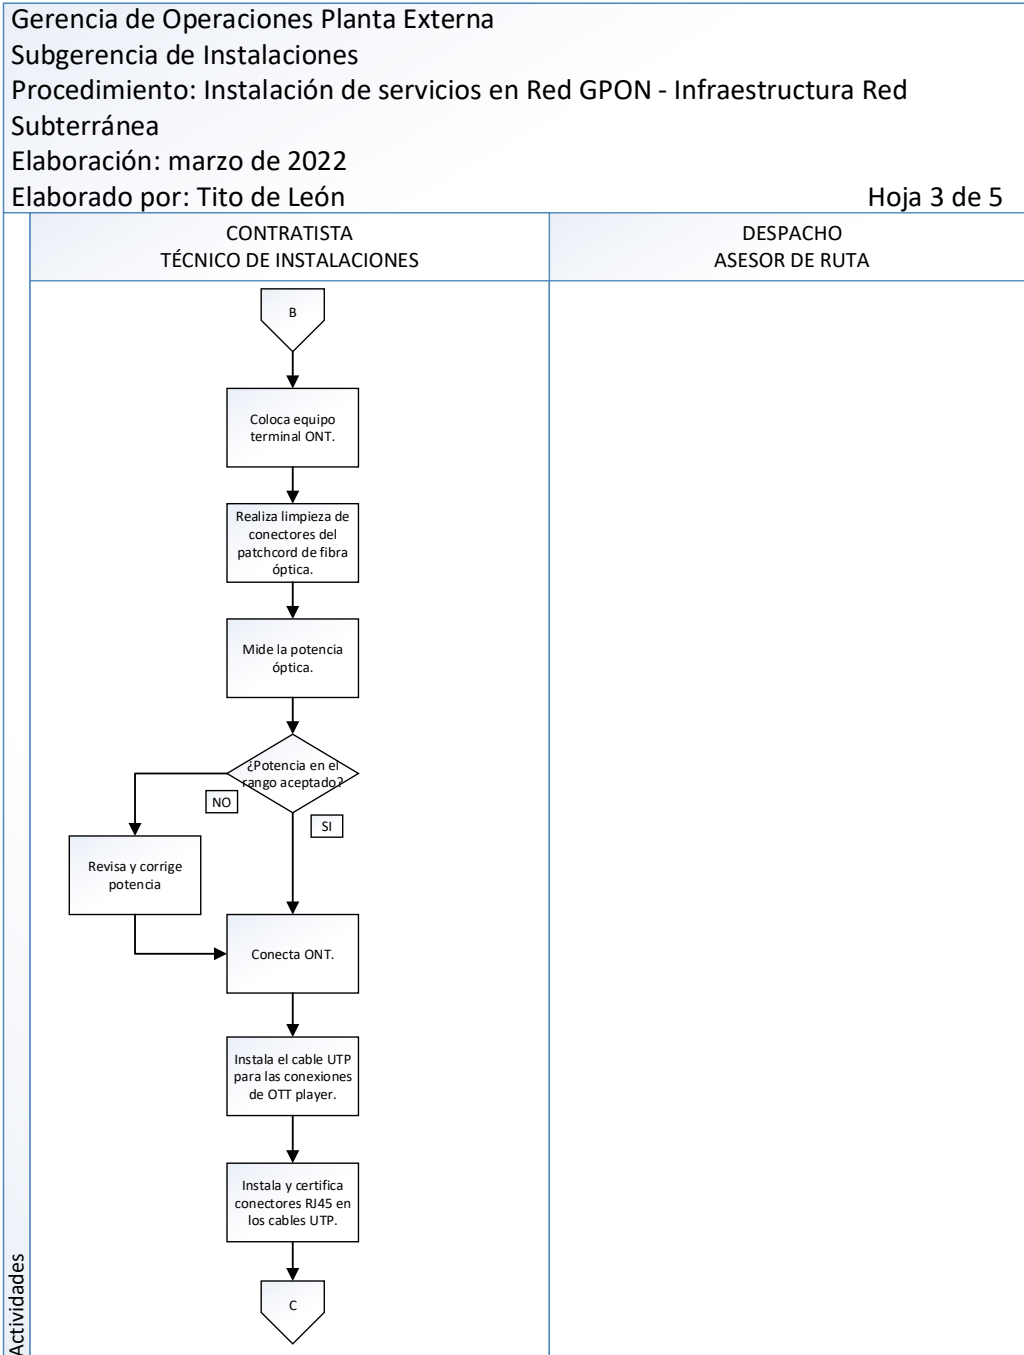 Gerencia de Operaciones Planta Externa
Subgerencia de Instalaciones
Procedimiento: Instalación de servicios en Red GPON - Infraestructura Red
Subterránea
Elaboración: marzo de 2022
Elaborado por: Tito de León
Hoja 3 de 5
CONTRATISTA
TÉCNICO DE INSTALACIONES
DESPACHO
ASESOR DE RUTA
B
Coloca equipo
terminal ONT.
Realiza limpieza de
conectores del
patchcord de fibra
óptica.
Mide la potencia
óptica.
¿Potencia en el
rango aceptado?
NO
SI
Revisa y corrige
potencia
Conecta ONT.
Instala el cable UTP
para las conexiones
de OTT player.
Instala y certifica
conectores RJ45 en
los cables UTP.
C
Actividades